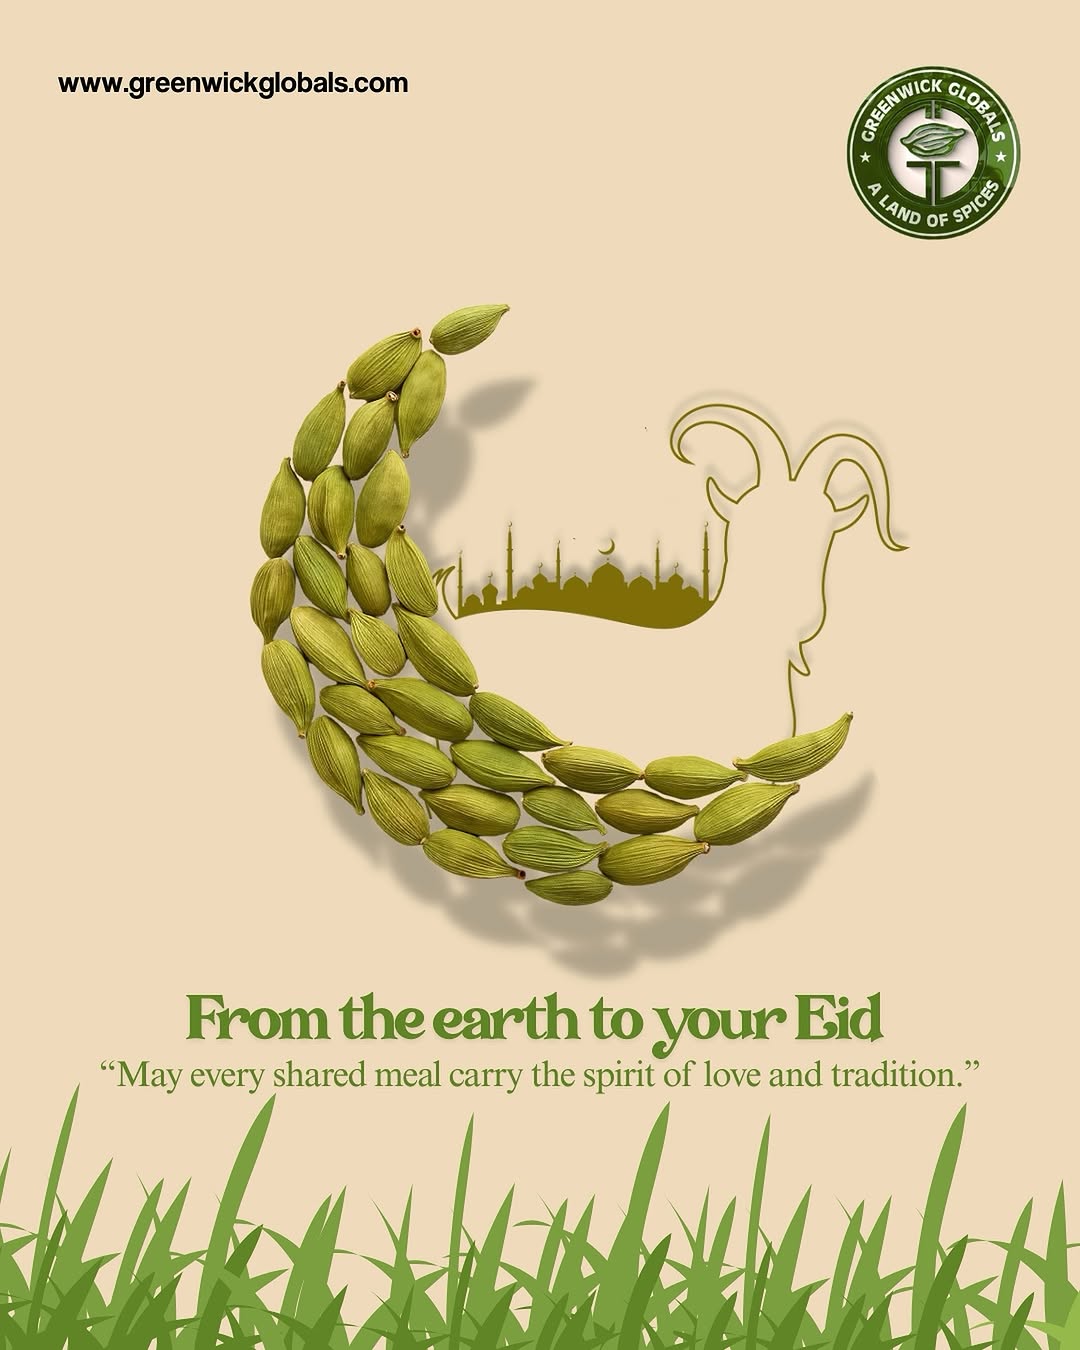 www.greenwickglobals.com
GREENWICK GLOBALS
A LAND OF SPICES
From the earth to your Eid
“May every shared meal carry the spirit of love and tradition.”